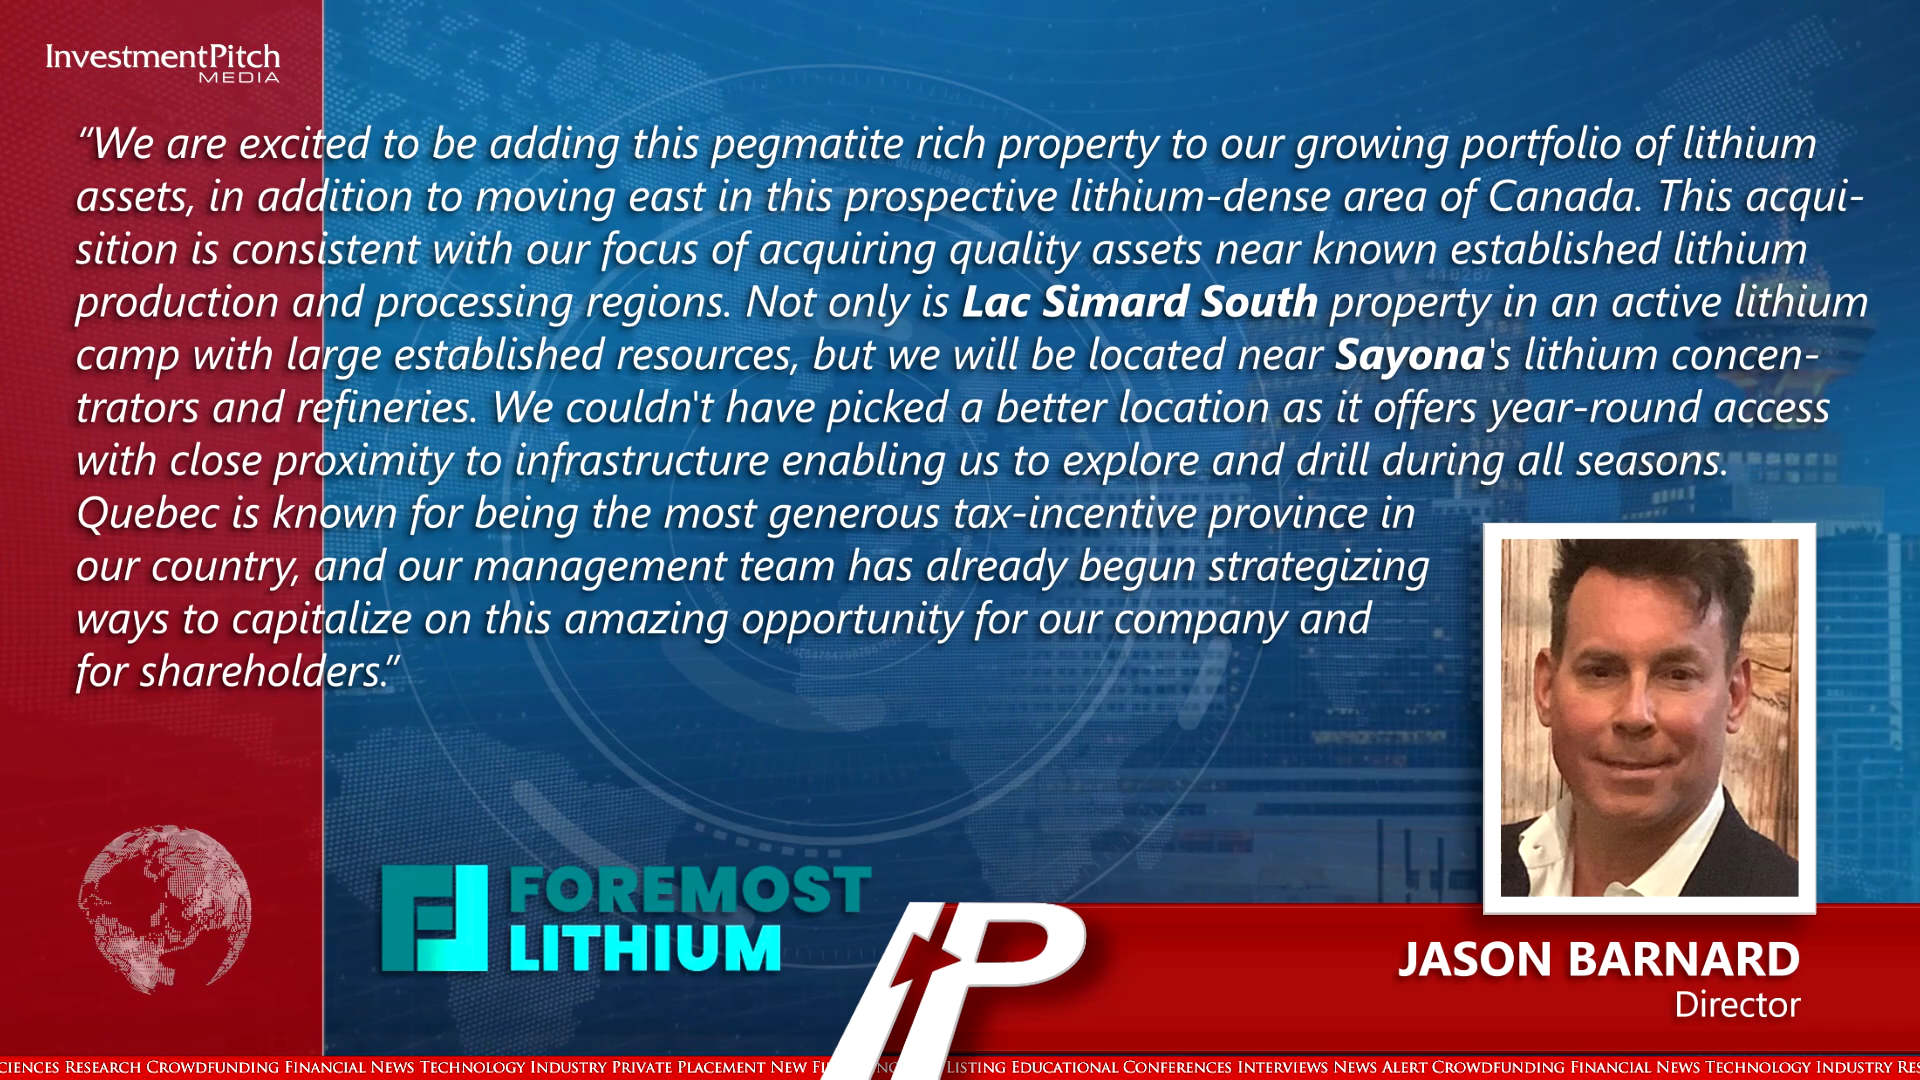 InvestmentPitch
MEDIA
“We are excited to be adding this pegmatite rich property to our growing portfolio of lithium
assets, in addition to moving east in this prospective lithium-dense area of Canada. This acqui-
sition is consistent with our focus of acquiring quality assets near known established lithium
production and processing regions. Not only is Lac Simard South property in an active lithium
camp with large established resources, but we will be located near Sayona's lithium concen-
trators and refineries. We couldn't have picked a better location as it offers year-round access
with close proximity to infrastructure enabling us to explore and drill during all seasons.
Quebec is known for being the most generous tax-incentive province in
our country, and our management team has already begun strategizing
ways to capitalize on this amazing opportunity for our company and
for shareholders.”
FOREMOST
LITHIUM
IP
JASON BARNARD
Director
CIENCES RESEARCH CROWDFUNDING FINANCIAL NEWS TECHNOLOGY INDUSTRY PRIVATE PLACEMENT NEW LISTING EDUCATIONAL CONFERENCES INTERVIEWS NEWS ALERT CROWDFUNDING FINANCIAL NEWS TECHNOLOGY INDUSTRY RES